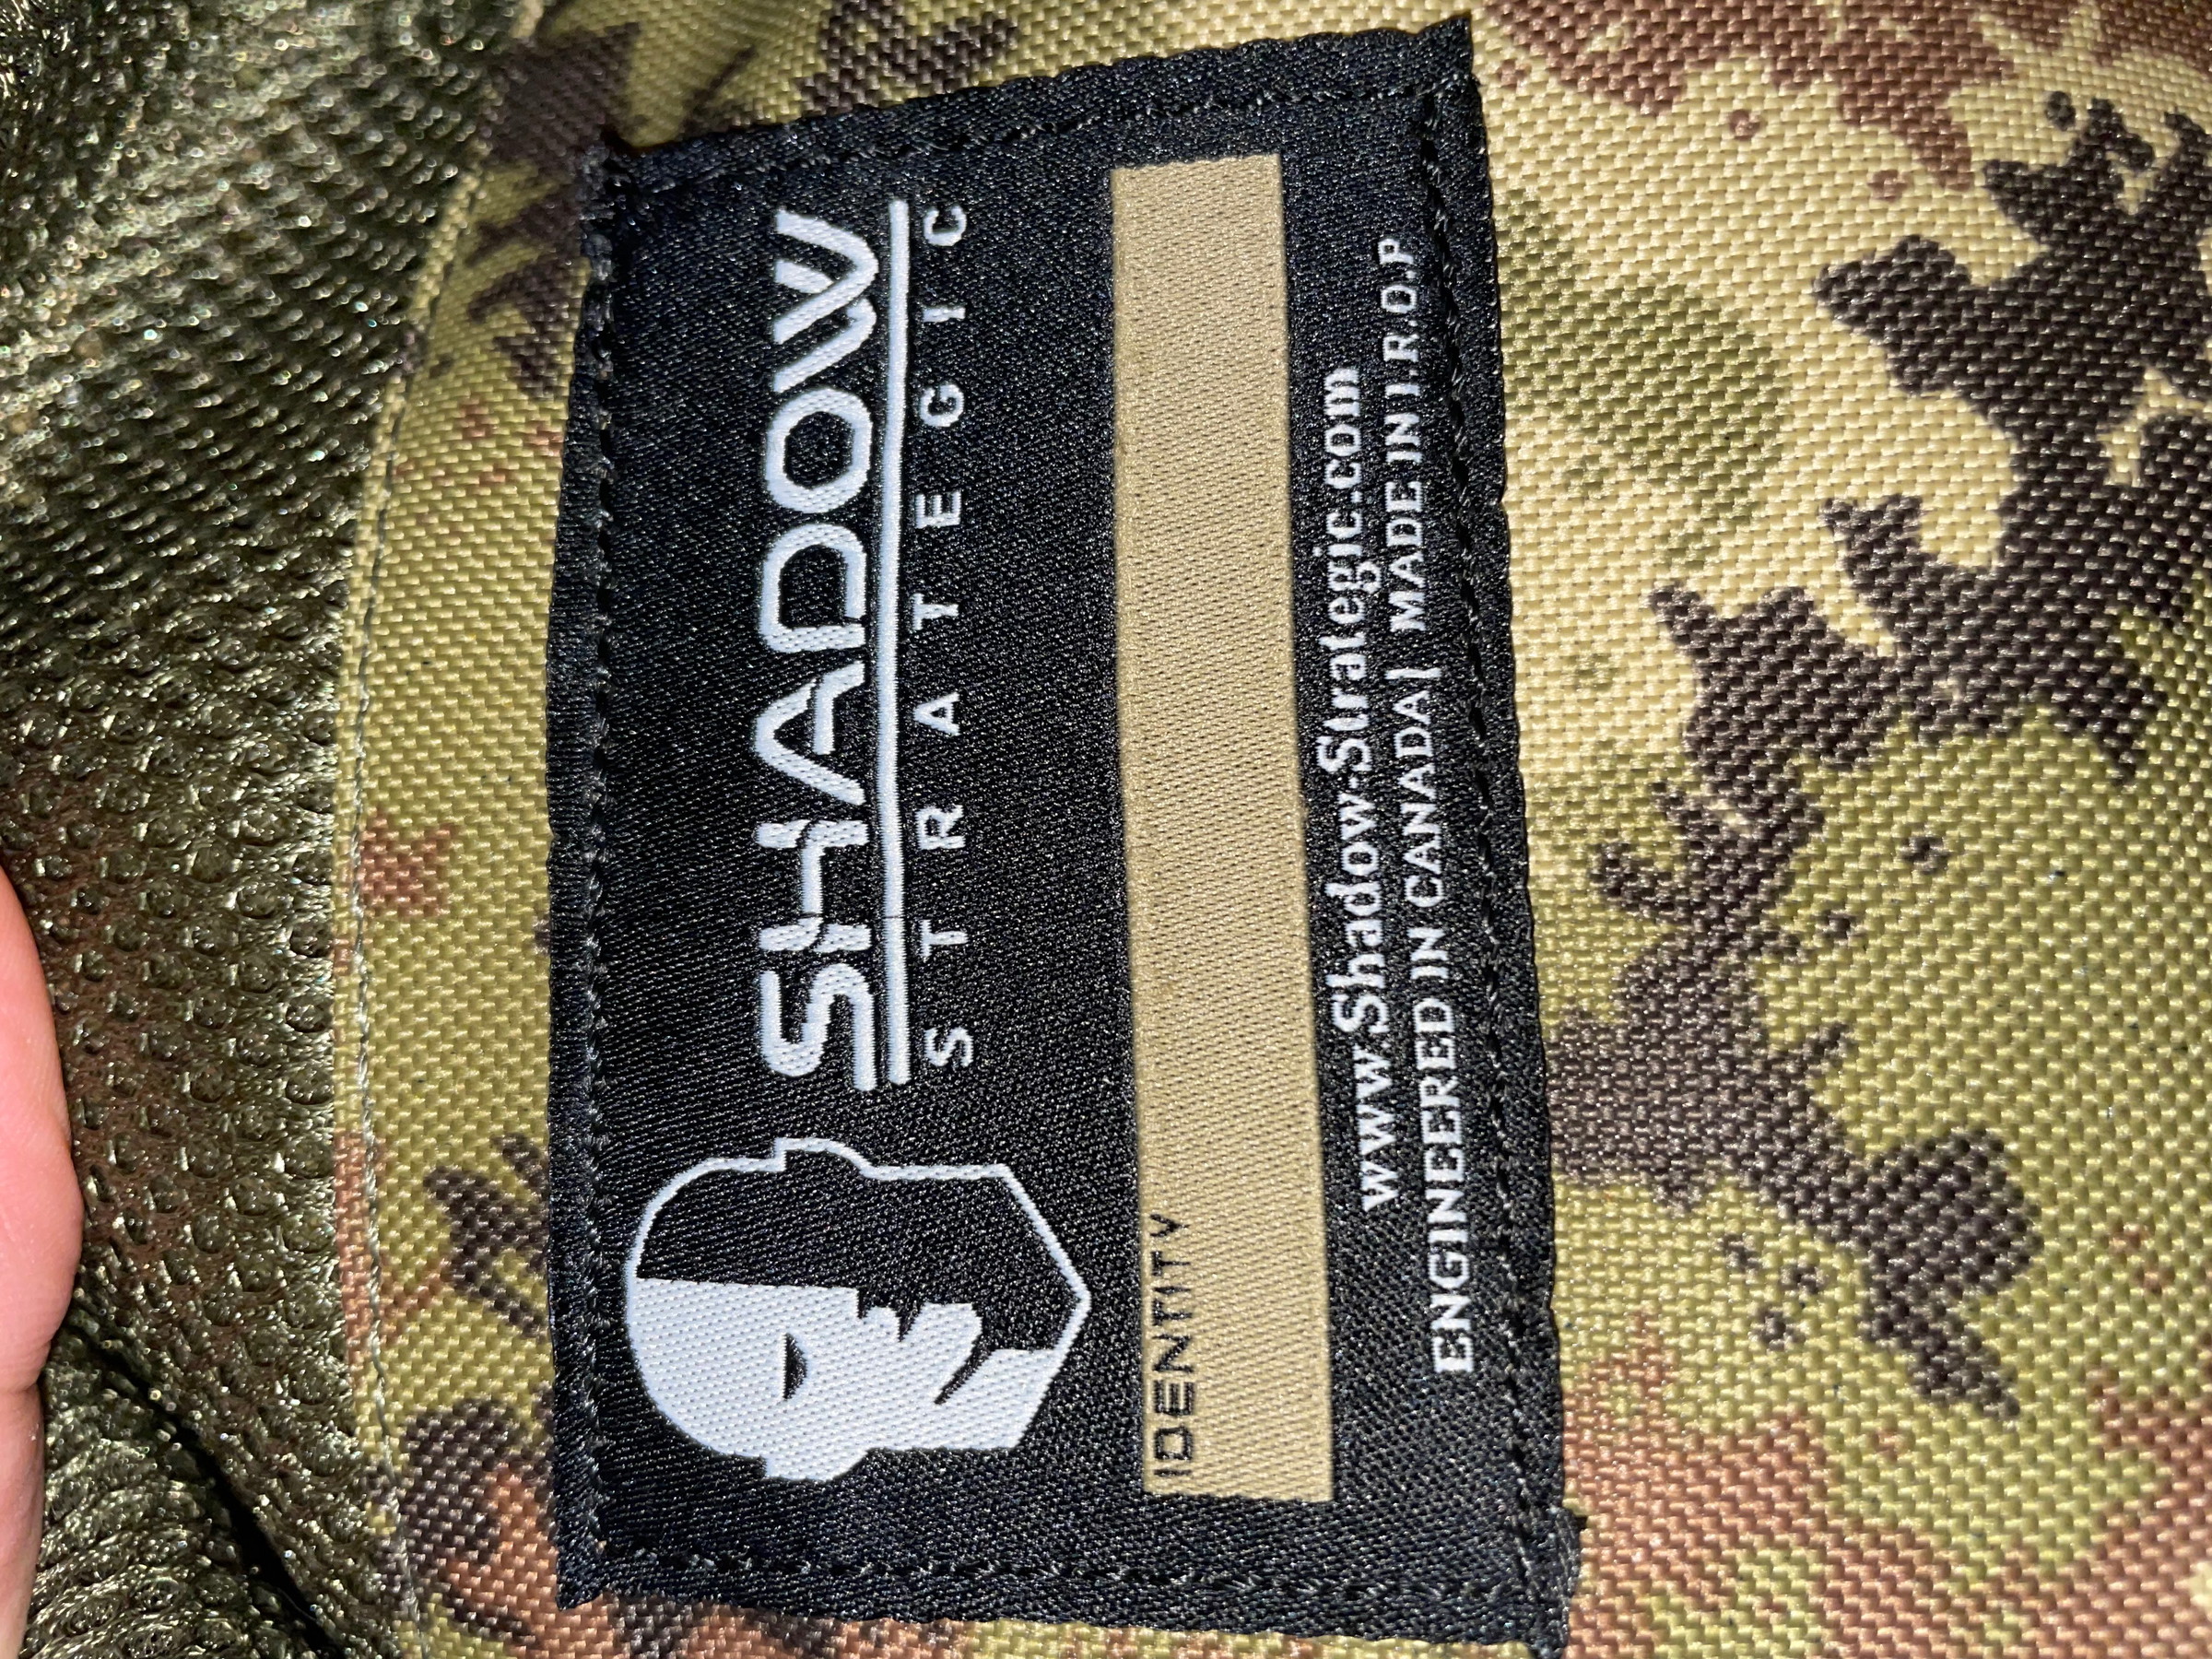 SHADOW
STRATEGIC
IDENTITY
www.Shadow-Strategic.com
ENGINEERED IN CANADA | MADE IN T.R.O.P